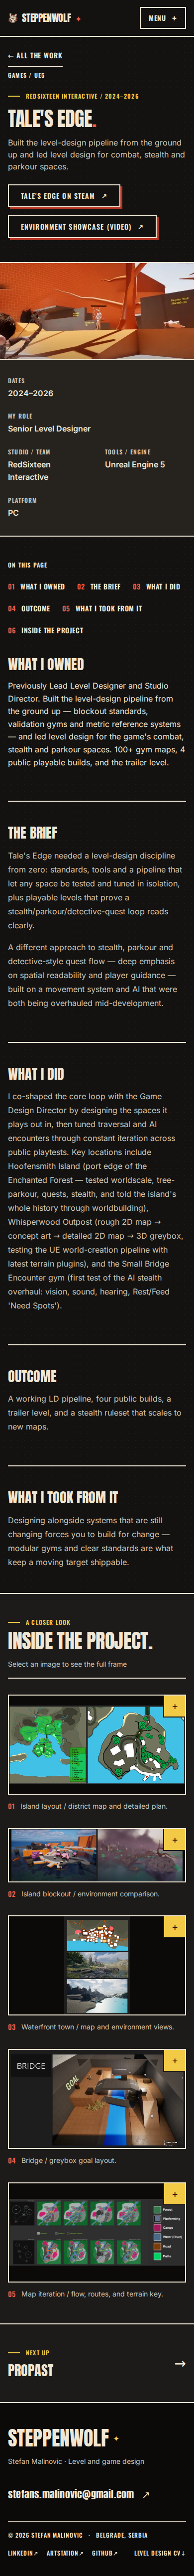 STEPPENWOLF
MENU +
← ALL THE WORK
GAMES / UE5
REDSIXTEEN INTERACTIVE / 2024–2026
TALE'S EDGE.
Built the level-design pipeline from the ground
up and led level design for combat, stealth and
parkour spaces.
TALE'S EDGE ON STEAM ↗
ENVIRONMENT SHOWCASE (VIDEO) ↗
DATES
2024–2026
MY ROLE
Senior Level Designer
STUDIO / TEAM
RedSixteen
Interactive
TOOLS / ENGINE
Unreal Engine 5
PLATFORM
PC
ON THIS PAGE
01 WHAT I OWNED 02 THE BRIEF 03 WHAT I DID
04 OUTCOME 05 WHAT I TOOK FROM IT
06 INSIDE THE PROJECT
WHAT I OWNED
Previously Lead Level Designer and Studio
Director. Built the level-design pipeline from
the ground up — blockout standards,
validation gyms and metric reference systems
— and led level design for the game's combat,
stealth and parkour spaces. 100+ gym maps, 4
public playable builds, and the trailer level.
THE BRIEF
Tale's Edge needed a level-design discipline
from zero: standards, tools and a pipeline that
let any space be tested and tuned in isolation,
plus playable levels that prove a
stealth/parkour/detective-quest loop reads
clearly.
A different approach to stealth, parkour and
detective-style quest flow — deep emphasis
on spatial readability and player guidance —
built on a movement system and AI that were
both being overhauled mid-development.
WHAT I DID
I co-shaped the core loop with the Game
Design Director by designing the spaces it
plays out in, then tuned traversal and AI
encounters through constant iteration across
public playtests. Key locations include
Hoofensmith Island (port edge of the
Enchanted Forest — tested worldscale, tree-
parkour, quests, stealth, and told the island's
whole history through worldbuilding),
Whisperwood Outpost (rough 2D map →
concept art → detailed 2D map → 3D greybox,
testing the UE world-creation pipeline with
latest terrain plugins), and the Small Bridge
Encounter gym (first test of the AI stealth
overhaul: vision, sound, hearing, Rest/Feed
'Need Spots').
OUTCOME
A working LD pipeline, four public builds, a
trailer level, and a stealth ruleset that scales to
new maps.
WHAT I TOOK FROM IT
Designing alongside systems that are still
changing forces you to build for change —
modular gyms and clear standards are what
keep a moving target shippable.
A CLOSER LOOK
INSIDE THE PROJECT.
Select an image to see the full frame
+
01 Island layout / district map and detailed plan.
+
02 Island blockout / environment comparison.
+
03 Waterfront town / map and environment views.
+
BRIDGE
GOAL
04 Bridge / greybox goal layout.
+
05 Map iteration / flow, routes, and terrain key.
NEXT UP
PROPAST
→
STEPPENWOLF
Stefan Malinovic · Level and game design
stefans.malinovic@gmail.com ↗
© 2026 STEFAN MALINOVIC · BELGRADE, SERBIA
LINKEDIN↗ ARTSTATION↗ GITHUB↗ LEVEL DESIGN CV↓